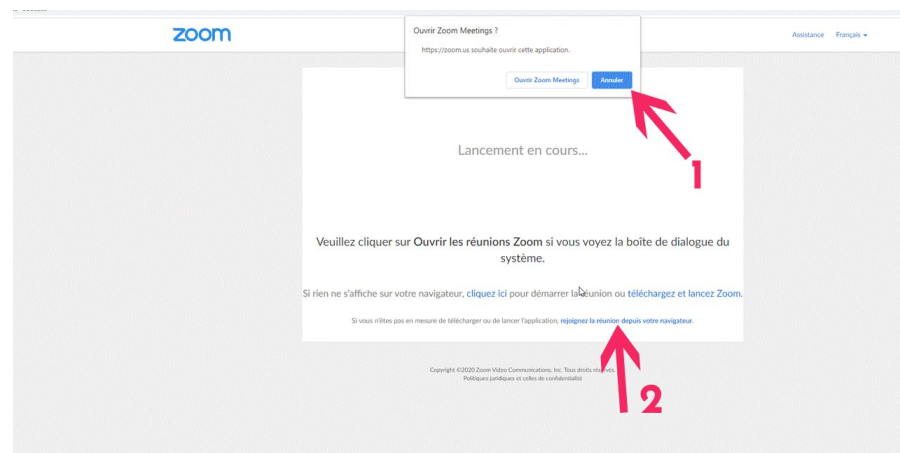 zoom
Assistance Français
Ouvrir Zoom Meetings ?
https://zoom.us souhaite ouvrir cette application.
Ouvrir Zoom Meetings Annuler
1
Lancement en cours...
Veuillez cliquer sur Ouvrir les réunions Zoom si vous voyez la boîte de dialogue du
système.
Si rien ne s'affiche sur votre navigateur, cliquez ici pour démarrer la réunion ou téléchargez et lancez Zoom.
Si vous n'êtes pas en mesure de télécharger ou de lancer l'application, rejoignez la réunion depuis votre navigateur.
Copyright ©2020 Zoom Video Communications, Inc. Tous droits réservés.
Politiques juridiques et celles de confidentialité
2